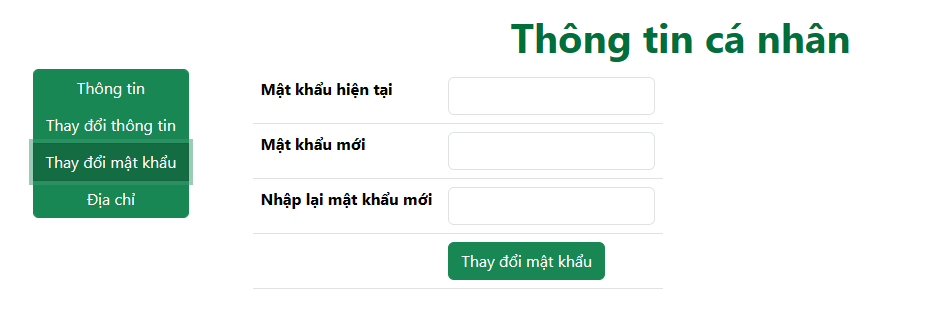 Thông tin cá nhân
Thông tin
Thay đổi thông tin
Thay đổi mật khẩu
Địa chỉ
Mật khẩu hiện tại
Mật khẩu mới
Nhập lại mật khẩu mới
Thay đổi mật khẩu